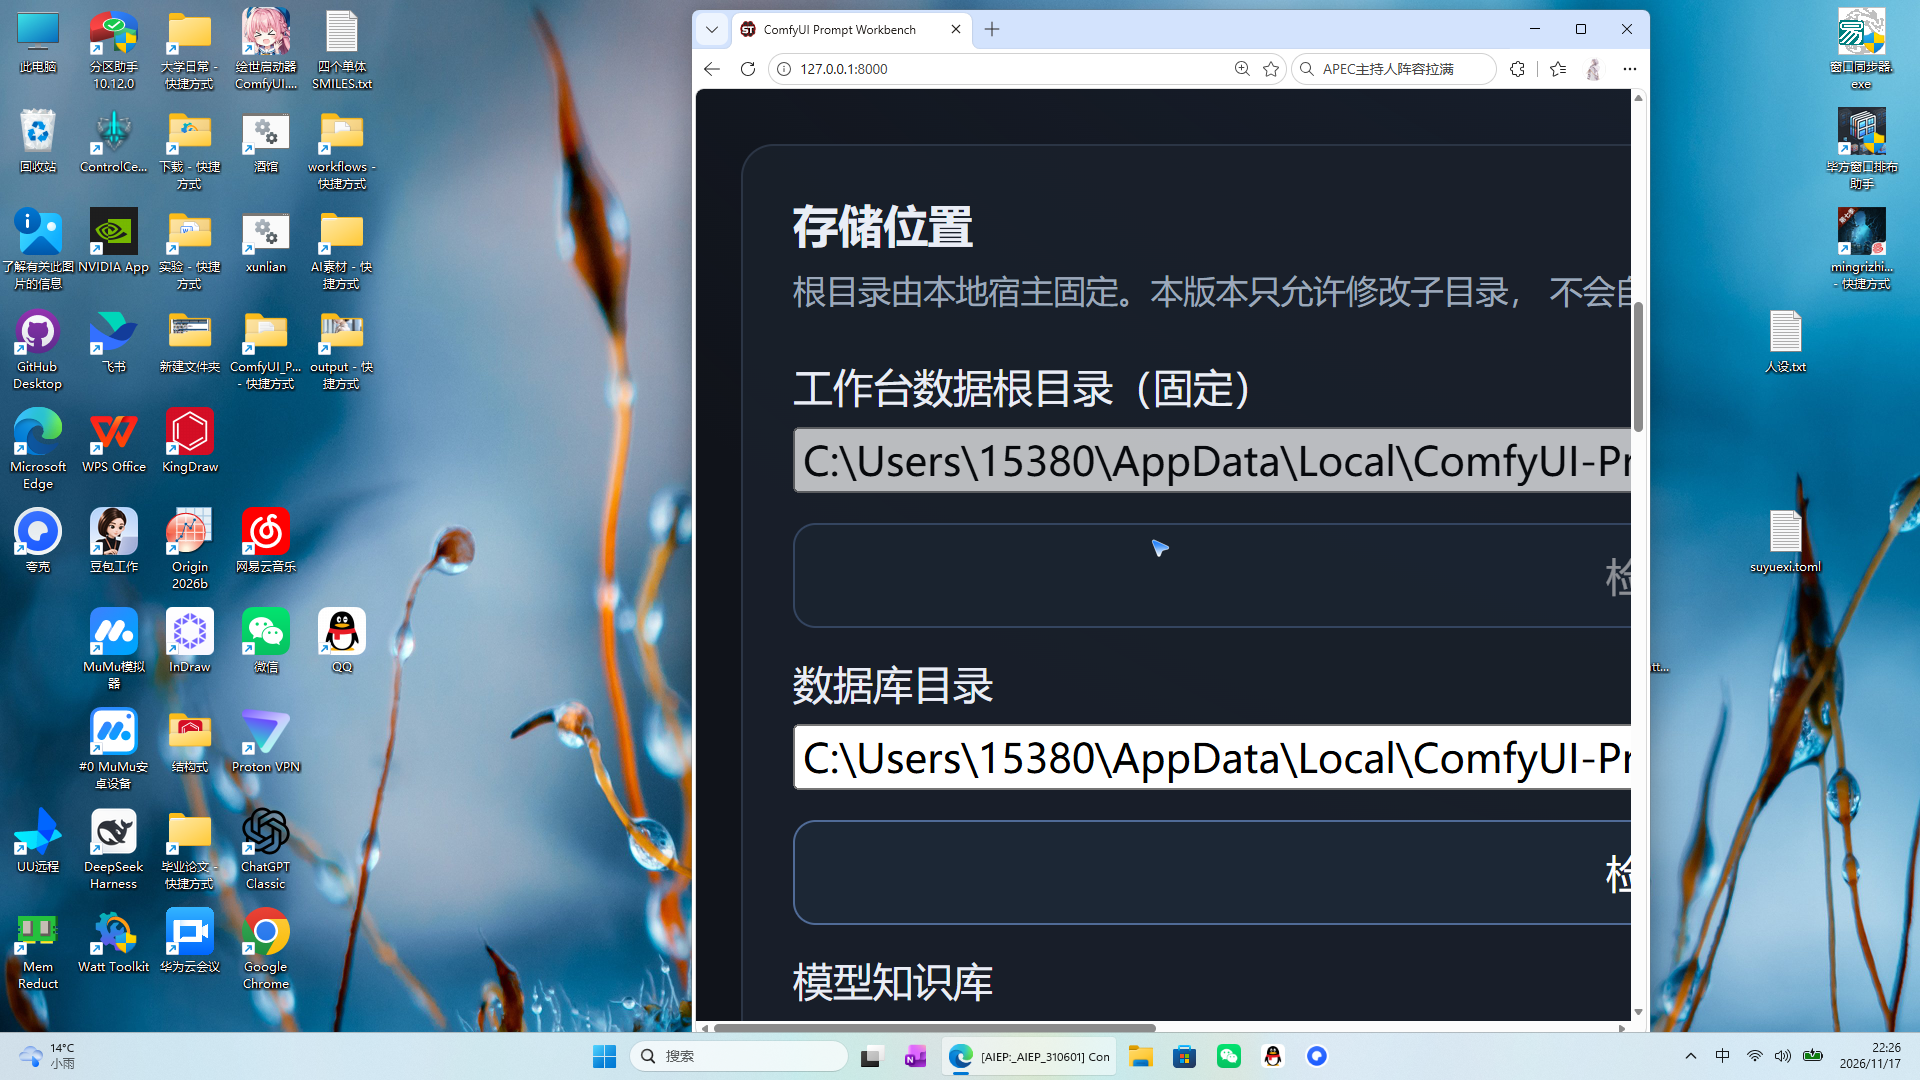 此电脑
分区助手
10.12.0
大学日常 -
快捷方式
绘世启动器
ComfyUI....
四个单体
SMILES.txt
回收站
ControlCe...
下载 - 快捷
方式
酒馆
workflows -
快捷方式
了解有关此图
片的信息
NVIDIA App
实验 - 快捷
方式
xunlian
AI素材 - 快
捷方式
GitHub
Desktop
飞书
新建文件夹
ComfyUI_P...
- 快捷方式
output - 快
捷方式
Microsoft
Edge
WPS Office
KingDraw
夸克
豆包工作
Origin
2026b
网易云音乐
MuMu模拟
器
InDraw
微信
QQ
#0 MuMu安
卓设备
结构式
Proton VPN
UU远程
DeepSeek
Harness
毕业论文 -
快捷方式
ChatGPT
Classic
Mem
Reduct
Watt Toolkit
华为云会议
Google
Chrome
ComfyUI Prompt Workbench
127.0.0.1:8000
APEC主持人阵容拉满
存储位置
根目录由本地宿主固定。本版本只允许修改子目录， 不会自
工作台数据根目录（固定）
C:\Users\15380\AppData\Local\ComfyUI-Pr
检
数据库目录
C:\Users\15380\AppData\Local\ComfyUI-Pr
检
模型知识库
窗口同步器.
exe
毕方窗口排布
助手
mingrizhi...
- 快捷方式
人设.txt
suyuexi.toml
tt...
14°C
小雨
搜索
[AIEP:_AIEP_310601] Con
中
22:26
2026/11/17